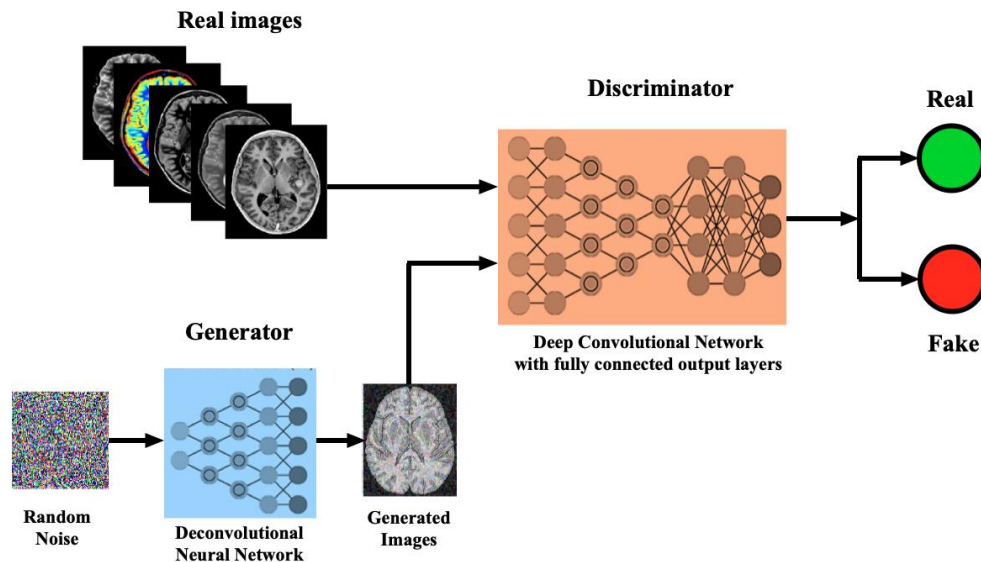 Real images
Discriminator
Real
Generator
Deep Convolutional Network
with fully connected output layers
Fake
Random
Noise
Deconvolutional
Neural Network
Generated
Images